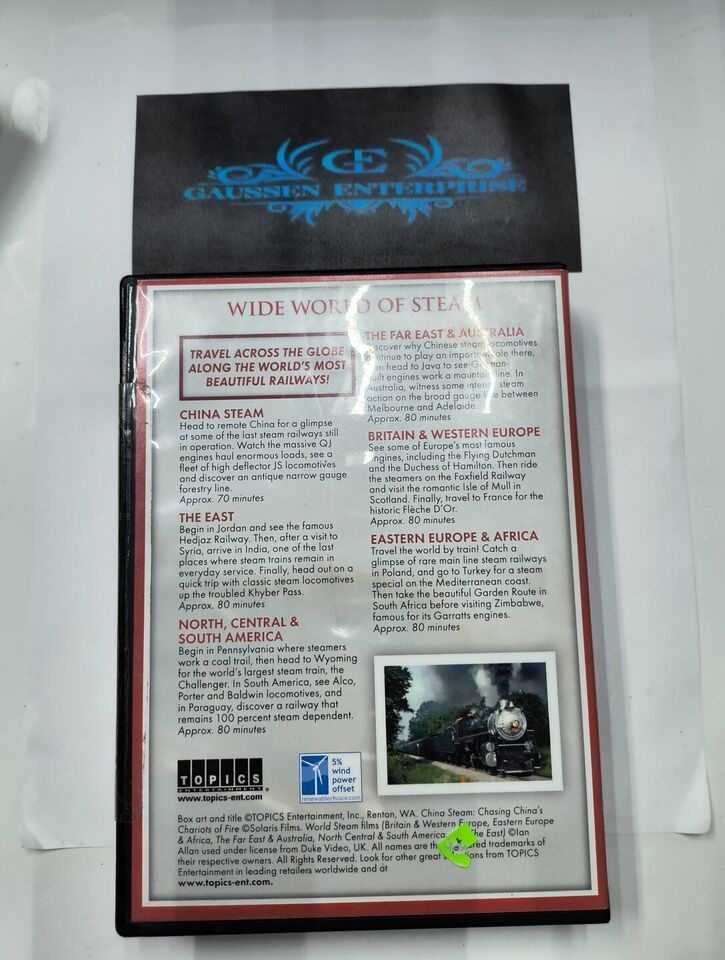 GE
GAUSSEN ENTERPRISE
WIDE WORLD OF STEAM
TRAVEL ACROSS THE GLOBE
ALONG THE WORLD'S MOST
BEAUTIFUL RAILWAYS!
CHINA STEAM
Head to remote China for a glimpse
at some of the last steam railways still
in operation. Watch the massive QJ
engines haul enormous loads, see a
fleet of high deflector JS locomotives
and discover an antique narrow gauge
forestry line.
Approx. 70 minutes
THE EAST
Begin in Jordan and see the famous
Hedjaz Railway. Then, after a visit to
Syria, arrive in India, one of the last
places where steam trains remain in
everyday service. Finally, head out on a
quick trip with classic steam locomotives
up the troubled Khyber Pass.
Approx. 80 minutes
NORTH, CENTRAL &
SOUTH AMERICA
Begin in Pennsylvania where steamers
work a coal trail, then head to Wyoming
for the world's largest steam train, the
Challenger. In South America, see Alco,
Porter and Baldwin locomotives, and
in Paraguay, discover a railway that
remains 100 percent steam dependent.
Approx. 80 minutes
THE FAR EAST & AUSTRALIA
Discover why Chinese steam locomotives
continue to play an important role there,
then head to Java to see German-
built engines work a mountain line. In
Australia, witness some intense steam
action on the broad gauge line between
Melbourne and Adelaide.
Approx. 80 minutes
BRITAIN & WESTERN EUROPE
See some of Europe's most famous
engines, including the Flying Dutchman
and the Duchess of Hamilton. Then ride
the steamers on the Foxfield Railway
and visit the romantic Isle of Mull in
Scotland. Finally, travel to France for the
historic Flèche D'Or.
Approx. 80 minutes
EASTERN EUROPE & AFRICA
Travel the world by train! Catch a
glimpse of rare main line steam railways
in Poland, and go to Turkey for a steam
special on the Mediterranean coast.
Then take the beautiful Garden Route in
South Africa before visiting Zimbabwe,
famous for its Garratts engines.
Approx. 80 minutes
TOPICS
ENTERTAINMENT
www.topics-ent.com
5%
wind
power
offset
renewablechoice.com
Box art and title ©TOPICS Entertainment, Inc., Renton, WA. China Steam: Chasing China's
Chariots of Fire ©Solaris Films. World Steam films (Britain & Western Europe, Eastern Europe
& Africa, The Far East & Australia, North Central & South America, The East) ©Ian
Allan used under license from Duke Video, UK. All names are the trademarks of
their respective owners. All Rights Reserved. Look for other great from TOPICS
Entertainment in leading retailers worldwide and at
www.topics-ent.com.